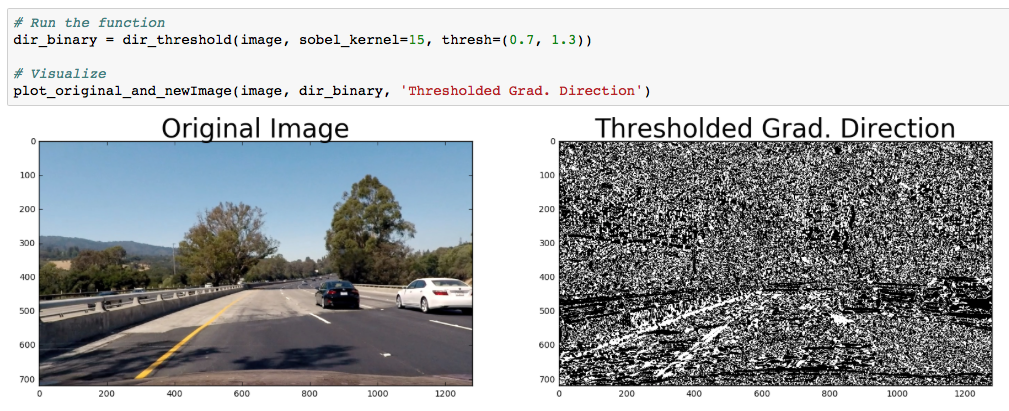 # Run the function
dir_binary = dir_threshold(image, sobel_kernel=15, thresh=(0.7, 1.3))
# Visualize
plot_original_and_newImage(image, dir_binary, 'Thresholded Grad. Direction')
Original Image
0
100
200
300
400
500
600
700
0 200 400 600 800 1000 1200
Thresholded Grad. Direction
0
100
200
300
400
500
600
700
0 200 400 600 800 1000 1200